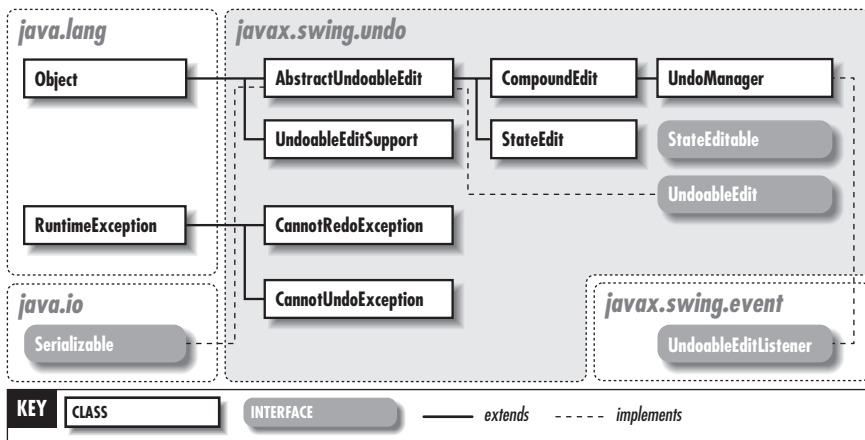 java.lang
javax.swing.undo
Object
AbstractUndoableEdit
CompoundEdit
UndoManager
UndoableEditSupport
StateEdit
StateEditable
UndoableEdit
RuntimeException
CannotRedoException
CannotUndoException
java.io
Serializable
javax.swing.event
UndoableEditListener
KEY
CLASS
INTERFACE
extends
implements